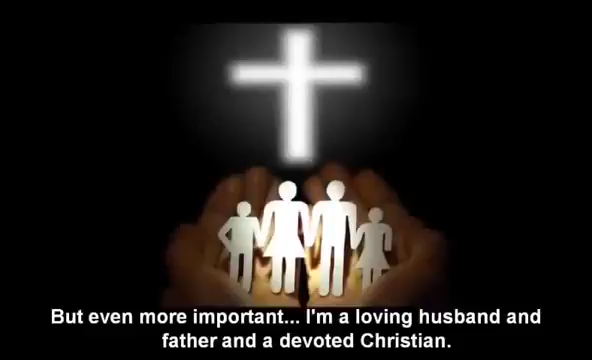 But even more important... I'm a loving husband and
father and a devoted Christian.